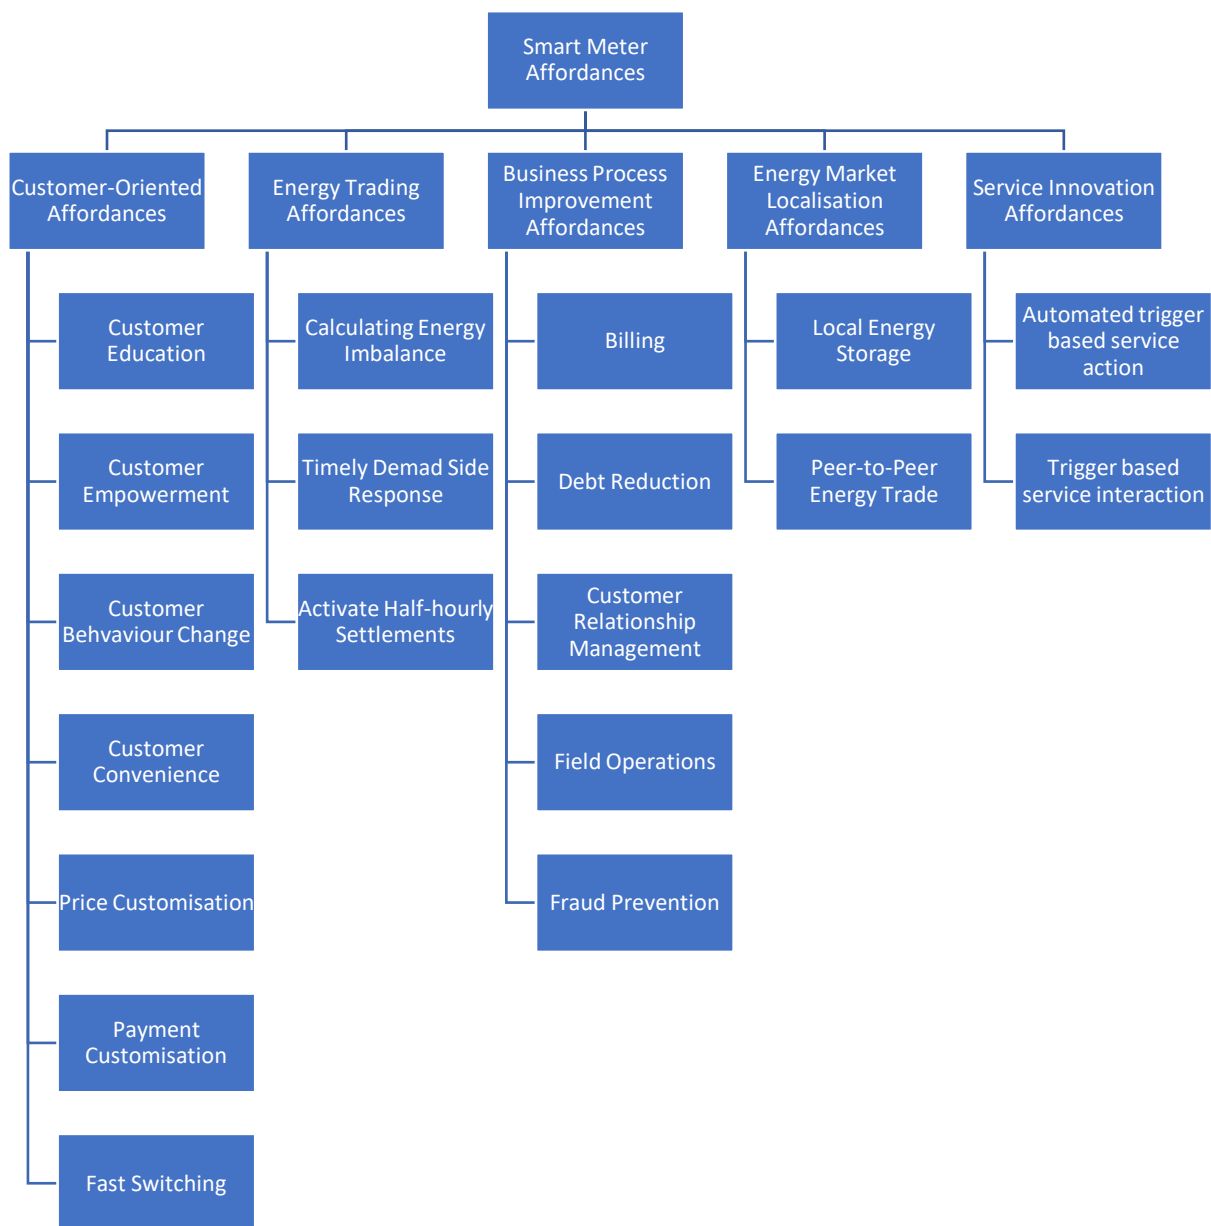 Smart Meter
Affordances
Customer-Oriented
Affordances
Energy Trading
Affordances
Business Process
Improvement
Affordances
Energy Market
Localisation
Affordances
Service Innovation
Affordances
Customer
Education
Customer
Empowerment
Customer
Behvaviour Change
Customer
Convenience
Price Customisation
Payment
Customisation
Fast Switching
Calculating Energy
Imbalance
Timely Demad Side
Response
Activate Half-hourly
Settlements
Billing
Debt Reduction
Customer
Relationship
Management
Field Operations
Fraud Prevention
Local Energy
Storage
Peer-to-Peer
Energy Trade
Automated trigger
based service
action
Trigger based
service interaction